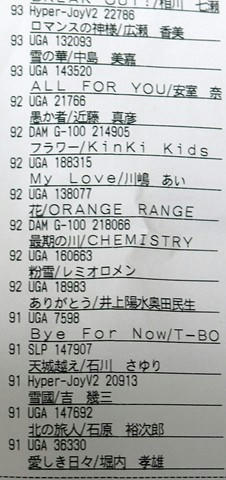 BREAK OUT!/相川 七瀬
93 Hyper-JoyV2 22786
ロマンスの神様/広瀬 香美
93 UGA 132093
雪の華/中島 美嘉
93 UGA 143520
ALL FOR YOU/安室 奈
92 UGA 21766
愚か者/近藤 真彦
92 DAM G-100 214905
フラワー/KinKi Kids
92 UGA 188315
My Love/川嶋 あい
92 UGA 138077
花/ORANGE RANGE
92 DAM G-100 218066
最期の川/CHEMISTRY
92 UGA 160663
粉雪/レミオロメン
92 UGA 18983
ありがとう/井上陽水奥田民生
91 UGA 7598
Bye For Now/T-BO
91 SLP 147907
天城越え/石川 さゆり
91 Hyper-JoyV2 20913
雪國/吉 幾三
91 UGA 147692
北の旅人/石原 裕次郎
91 UGA 36330
愛しき日々/堀内 孝雄